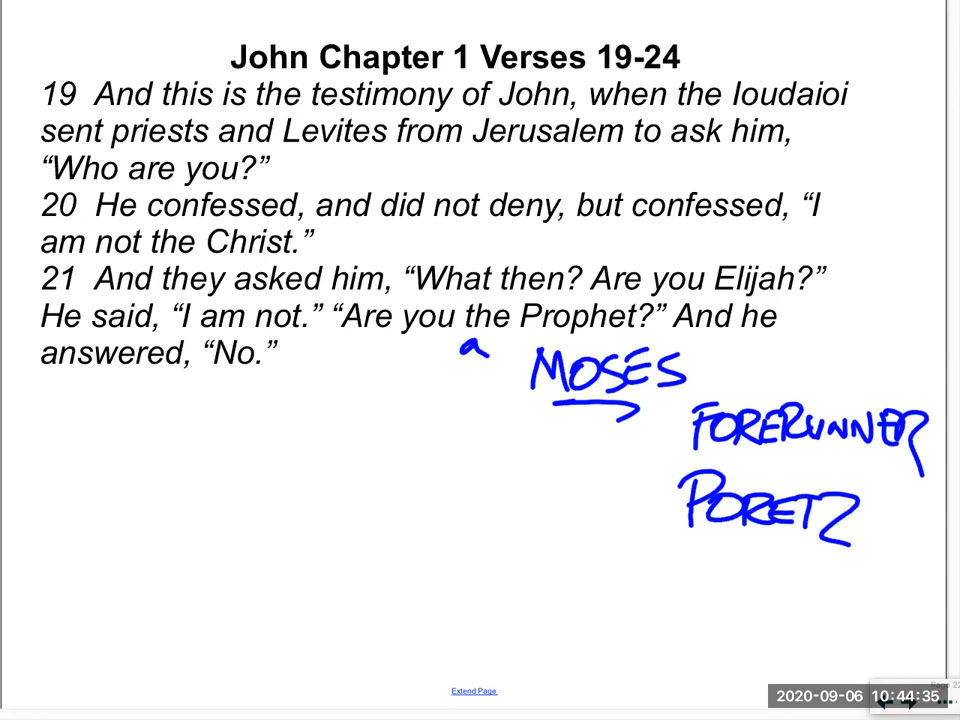 John Chapter 1 Verses 19-24
19 And this is the testimony of John, when the Ioudaioi
sent priests and Levites from Jerusalem to ask him,
“Who are you?”
20 He confessed, and did not deny, but confessed, “I
am not the Christ.”
21 And they asked him, “What then? Are you Elijah?”
He said, “I am not.” “Are you the Prophet?” And he
answered, “No.”
a
MOSES
FORERUNNER
PORETZ
Extend Page
2020-09-06 10:44:35